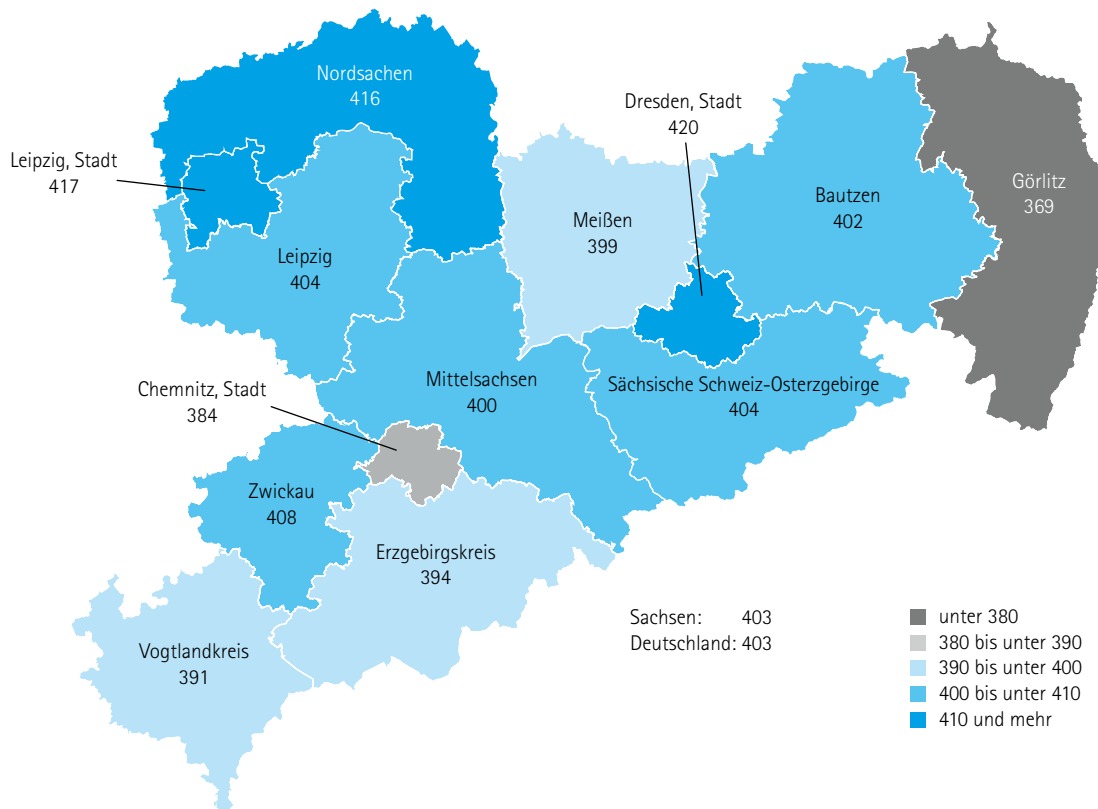 Nordsachen
416
Dresden, Stadt
420
Leipzig, Stadt
417
Görlitz
369
Bautzen
402
Meißen
399
Leipzig
404
Mittelsachsen
400
Sächsische Schweiz-Osterzgebirge
404
Chemnitz, Stadt
384
Zwickau
408
Erzgebirgskreis
394
Vogtlandkreis
391
Sachsen: 403
Deutschland: 403
unter 380
380 bis unter 390
390 bis unter 400
400 bis unter 410
410 und mehr